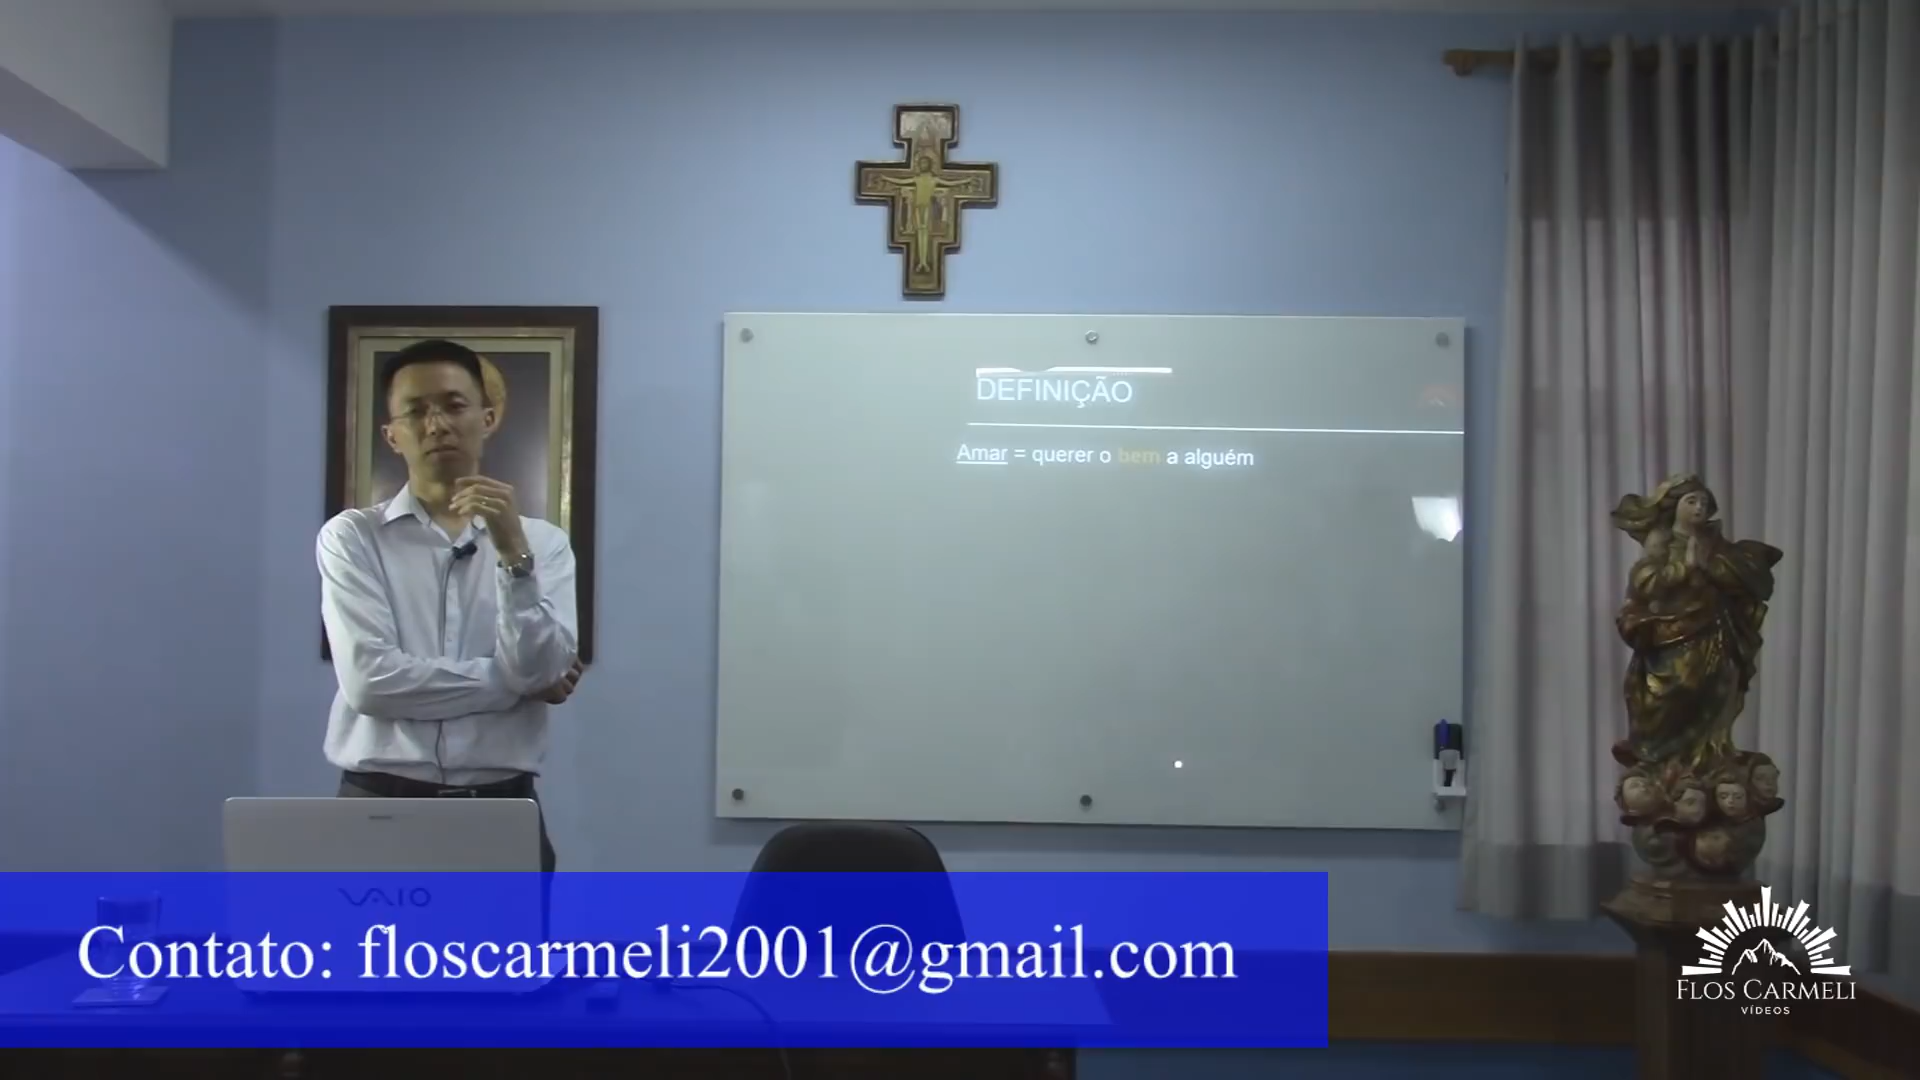 DEFINIÇÃO
Amar = querer o bem a alguém
VAIO
Contato: floscarmeli2001@gmail.com
FLOS CARMELI
VÍDEOS